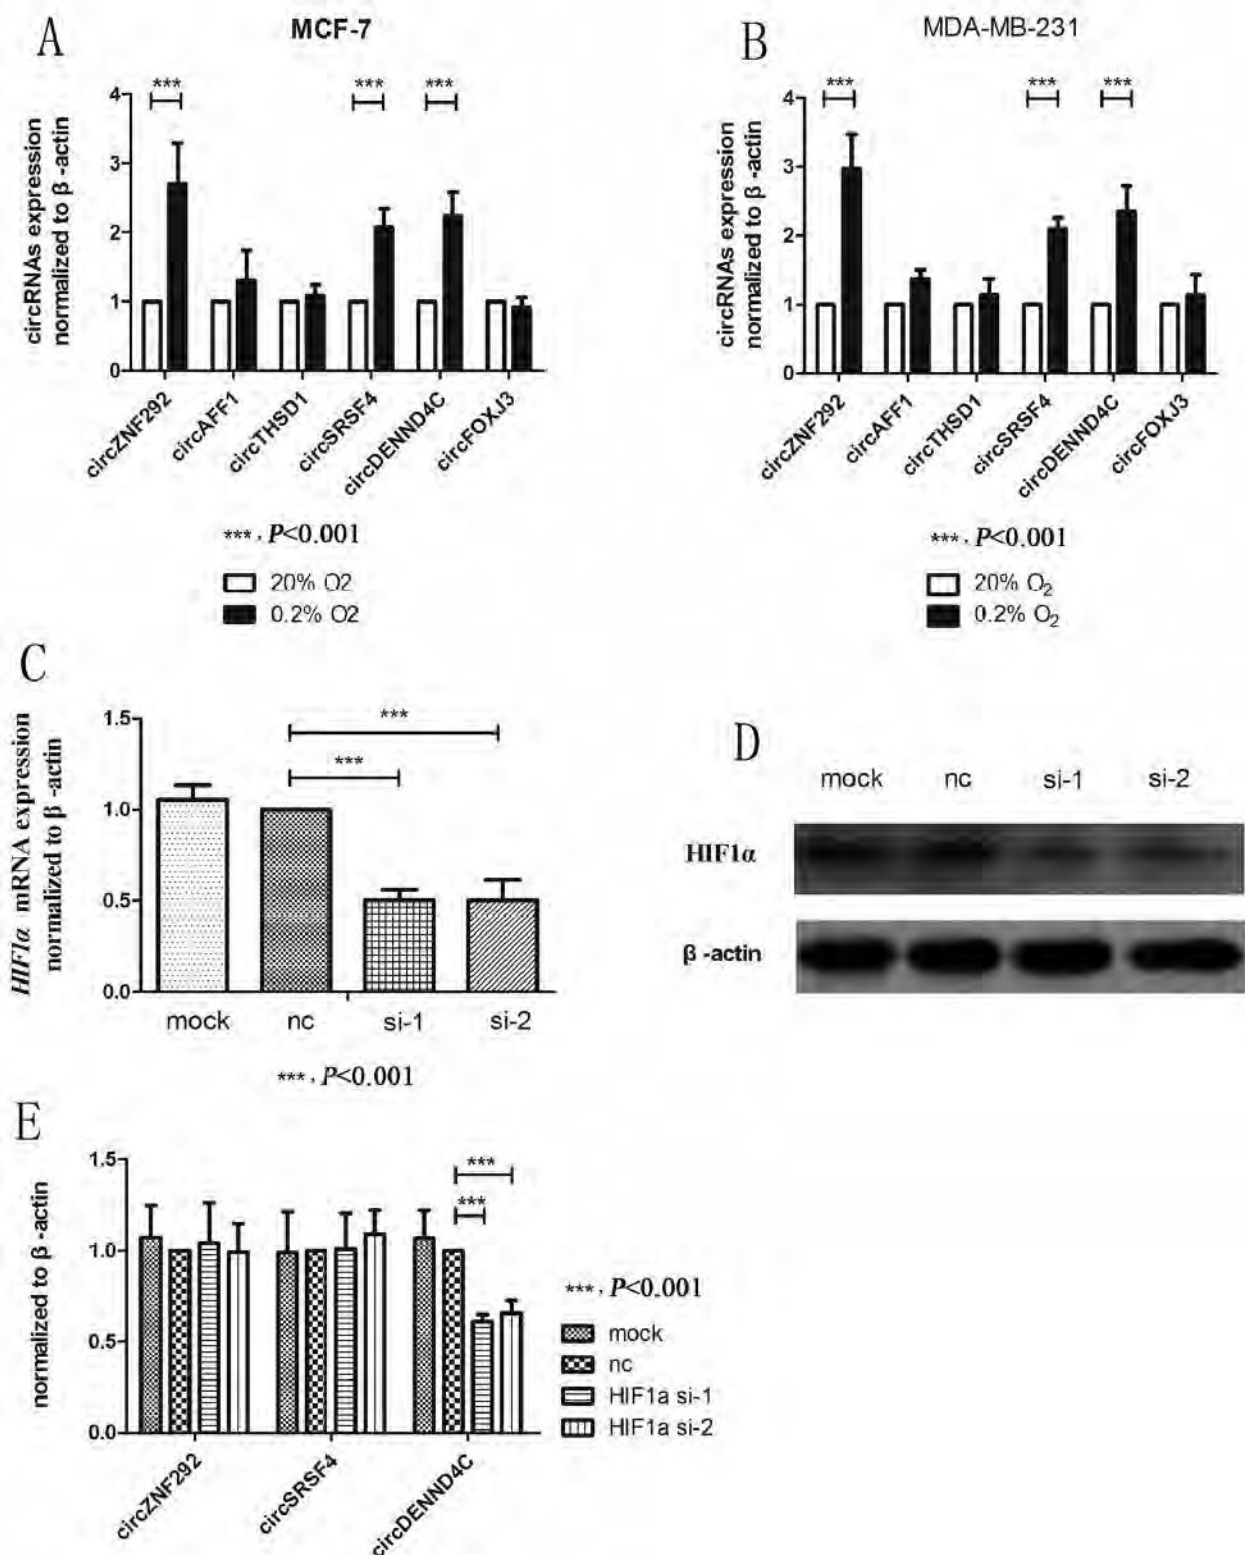 A
MCF-7
circRNAs expression
normalized to β -actin
4
3
2
1
0
***
***
***
circZNF292
circAFF1
circTHSD1
circSRSF4
circDENND4C
circFOXJ3
***, P<0.001
20% O2
0.2% O2
B
MDA-MB-231
circRNAs expression
normalized to β -actin
4
3
2
1
0
***
***
***
circZNF292
circAFF1
circTHSD1
circSRSF4
circDENND4C
circFOXJ3
***, P<0.001
20% O₂
0.2% O₂
C
HIF1α mRNA expression
normalized to β -actin
1.5
1.0
0.5
0.0
***
***
mock
nc
si-1
si-2
***, P<0.001
D
mock
nc
si-1
si-2
HIF1α
β -actin
E
normalized to β -actin
1.5
1.0
0.5
0.0
***
***
circZNF292
circSRSF4
circDENND4C
***, P<0.001
mock
nc
HIF1a si-1
HIF1a si-2